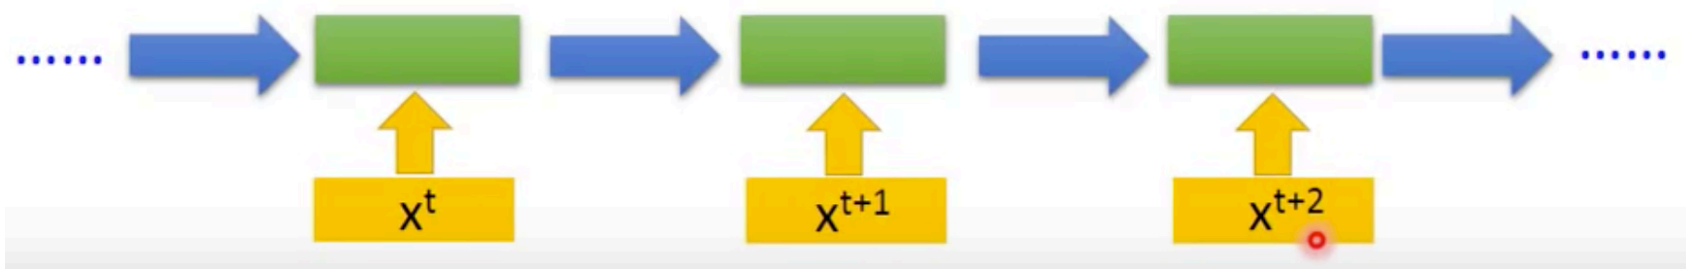 ......
......
x^t
x^{t+1}
x^{t+2}